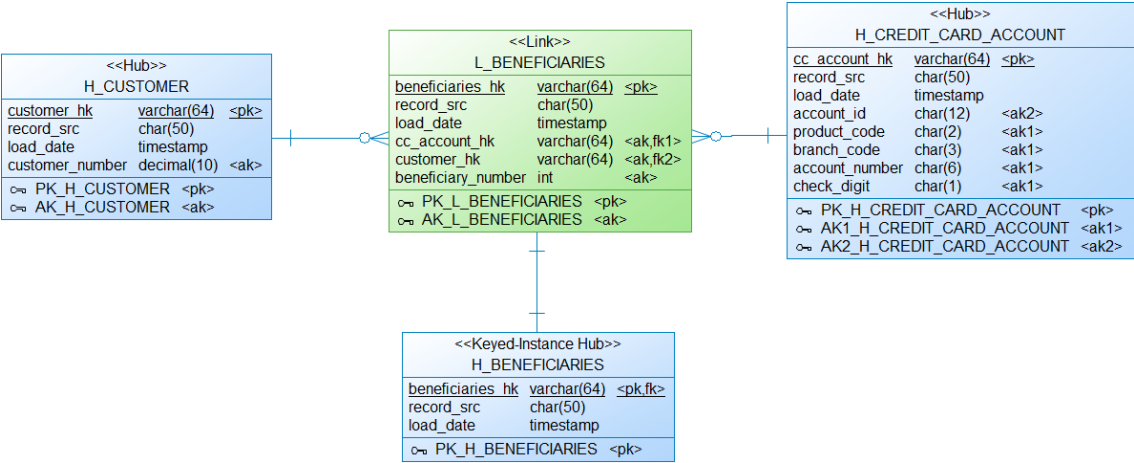 <<Hub>>
H_CUSTOMER
customer_hk varchar(64) <pk>
record_src char(50)
load_date timestamp
customer_number decimal(10) <ak>
PK_H_CUSTOMER <pk>
AK_H_CUSTOMER <ak>
<<Link>>
L_BENEFICIARIES
beneficiaries_hk varchar(64) <pk>
record_src char(50)
load_date timestamp
cc_account_hk varchar(64) <ak,fk1>
customer_hk varchar(64) <ak,fk2>
beneficiary_number int <ak>
PK_L_BENEFICIARIES <pk>
AK_L_BENEFICIARIES <ak>
<<Hub>>
H_CREDIT_CARD_ACCOUNT
cc_account_hk varchar(64) <pk>
record_src char(50)
load_date timestamp
account_id char(12) <ak2>
product_code char(2) <ak1>
branch_code char(3) <ak1>
account_number char(6) <ak1>
check_digit char(1) <ak1>
PK_H_CREDIT_CARD_ACCOUNT <pk>
AK1_H_CREDIT_CARD_ACCOUNT <ak1>
AK2_H_CREDIT_CARD_ACCOUNT <ak2>
<<Keyed-Instance Hub>>
H_BENEFICIARIES
beneficiaries_hk varchar(64) <pk,fk>
record_src char(50)
load_date timestamp
PK_H_BENEFICIARIES <pk>